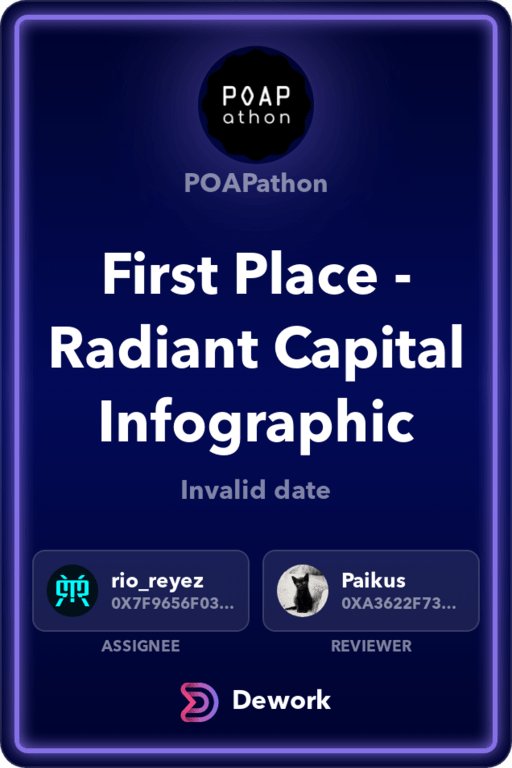 POAP
athon
POAPathon
First Place -
Radiant Capital
Infographic
Invalid date
rio_reyez
0X7F9656F03...
ASSIGNEE
Paikus
0XA3622F73...
REVIEWER
Dework